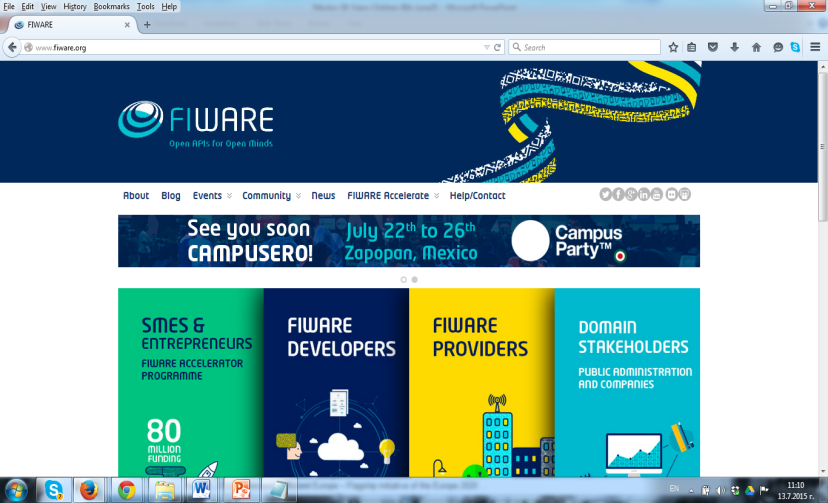 File Edit View History Bookmarks Tools Help
FIWARE
www.fiware.org
Search
FIWARE
Open APIs for Open Minds
About Blog Events Community News FIWARE Accelerate Help/Contact
See you soon
CAMPUSERO!
July 22th to 26th
Zapopan, Mexico
Campus
Party™
SMES &
ENTREPRENEURS
FIWARE ACCELERATOR
PROGRAMME
80
MILLION
FUNDING
FIWARE
DEVELOPERS
FIWARE
PROVIDERS
DOMAIN
STAKEHOLDERS
PUBLIC ADMINISTRATION
AND COMPANIES
EN
11:10
13.7.2015 г.